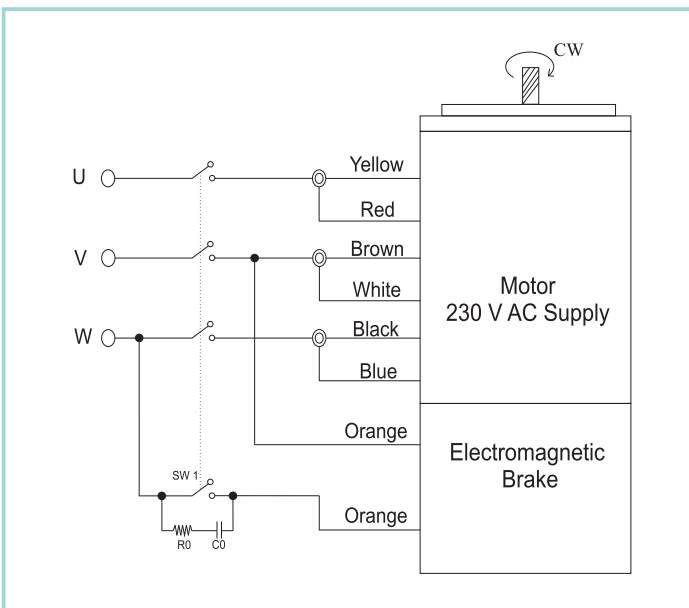 CW
U
Yellow
Red
V
Brown
White
Motor
230 V AC Supply
W
Black
Blue
Orange
Electromagnetic
Brake
SW 1
Orange
R0
C0